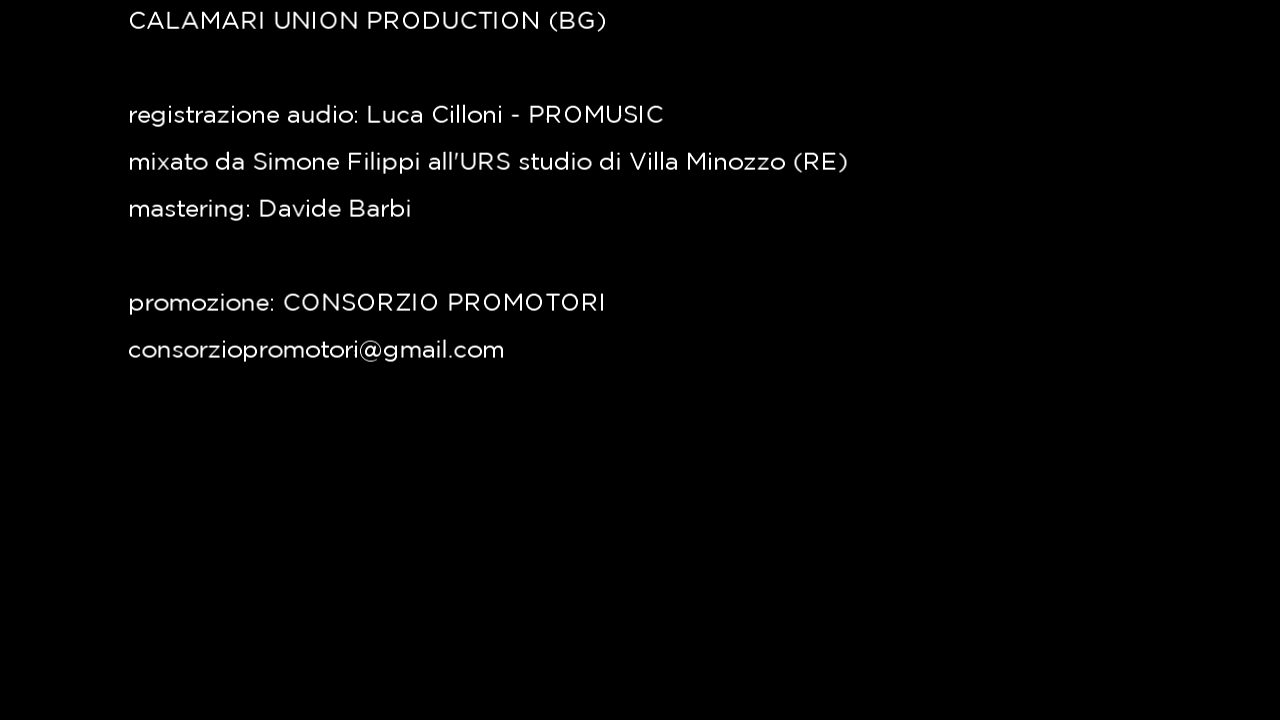 CALAMARI UNION PRODUCTION (BG)
registrazione audio: Luca Cilloni - PROMUSIC
mixato da Simone Filippi all'URS studio di Villa Minozzo (RE)
mastering: Davide Barbi
promozione: CONSORZIO PROMOTORI
consorziopromotori@gmail.com